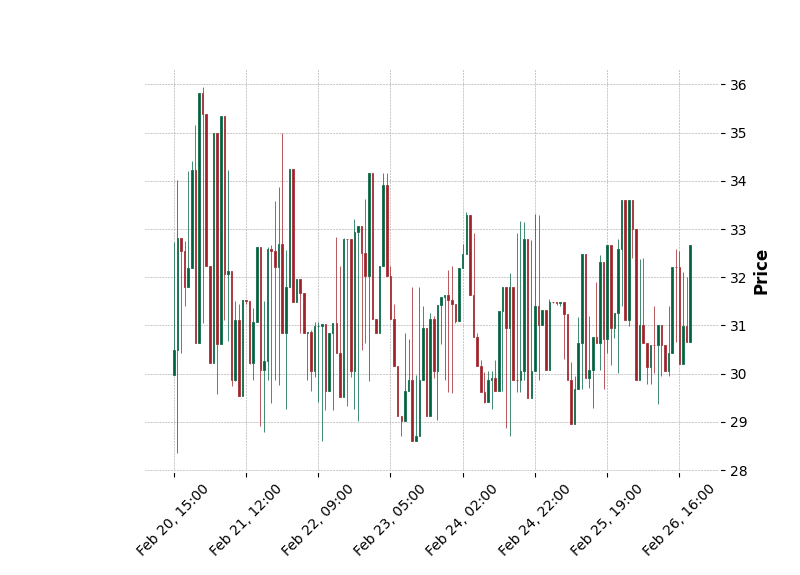 36
35
34
33
32
31
30
29
28
Price
Feb 20, 15:00
Feb 21, 12:00
Feb 22, 09:00
Feb 23, 05:00
Feb 24, 02:00
Feb 24, 22:00
Feb 25, 19:00
Feb 26, 16:00